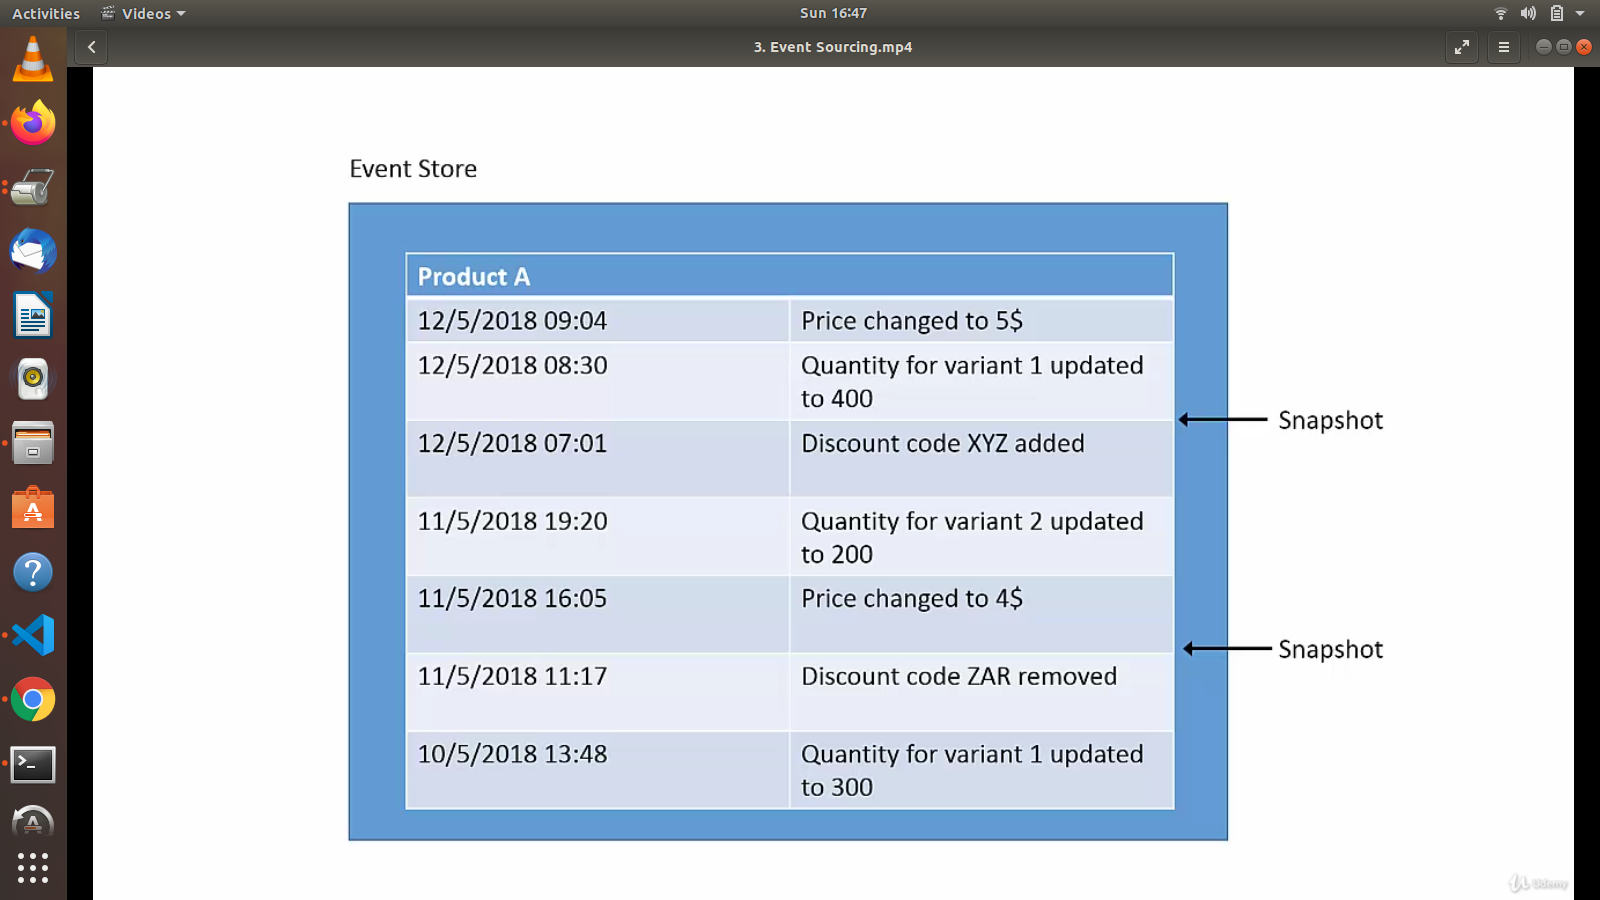 Activities Videos Sun 16:47
3. Event Sourcing.mp4
Event Store
Product A
12/5/2018 09:04 Price changed to 5$
12/5/2018 08:30 Quantity for variant 1 updated
to 400
Snapshot
12/5/2018 07:01 Discount code XYZ added
11/5/2018 19:20 Quantity for variant 2 updated
to 200
11/5/2018 16:05 Price changed to 4$
Snapshot
11/5/2018 11:17 Discount code ZAR removed
10/5/2018 13:48 Quantity for variant 1 updated
to 300
Udemy